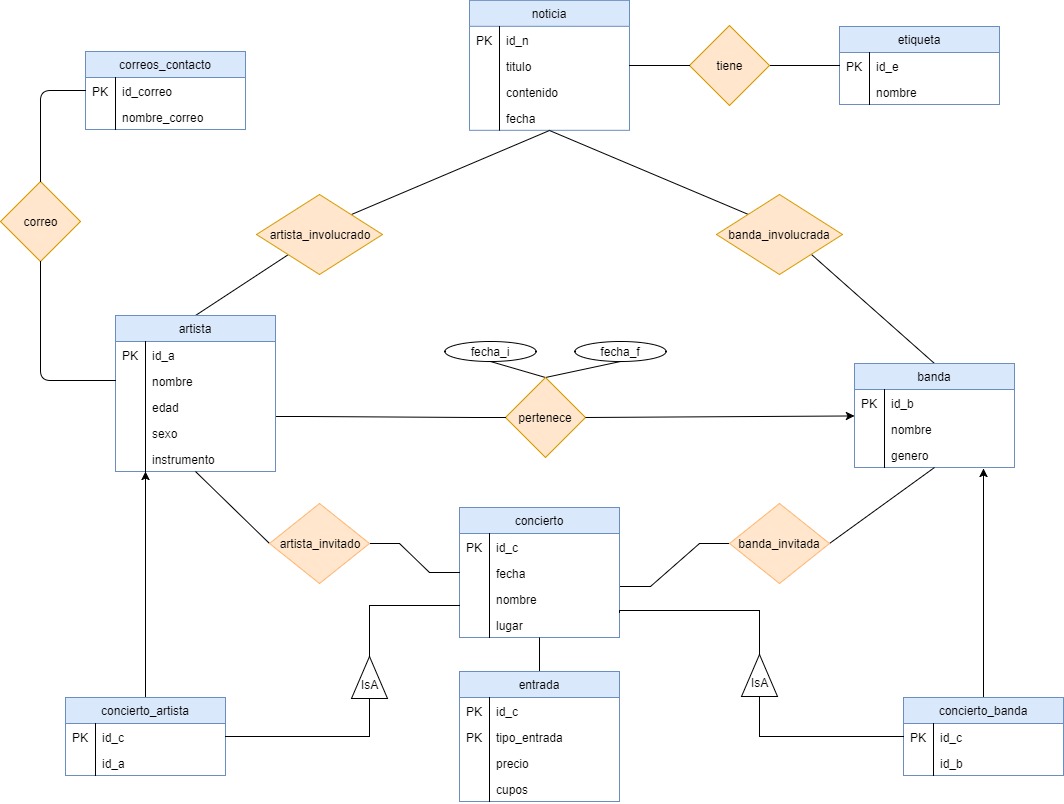 noticia
PK id_n
titulo
contenido
fecha
tiene
etiqueta
PK id_e
nombre
correos_contacto
PK id_correo
nombre_correo
correo
artista_involucrado
banda_involucrada
artista
PK id_a
nombre
edad
sexo
instrumento
fecha_i
fecha_f
pertenece
banda
PK id_b
nombre
genero
artista_invitado
concierto
PK id_c
fecha
nombre
lugar
banda_invitada
IsA
IsA
concierto_artista
PK id_c
id_a
entrada
PK id_c
PK tipo_entrada
precio
cupos
concierto_banda
PK id_c
id_b